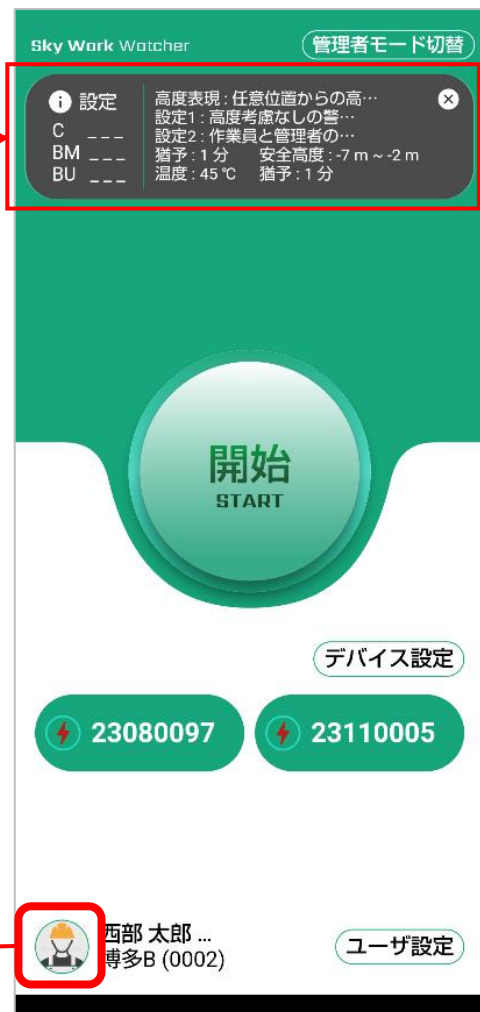 Sky Work Watcher
管理者モード切替
i 設定
C _ _ _
BM _ _ _
BU _ _ _
高度表現 : 任意位置からの高…
設定1 : 高度考慮なしの警…
設定2 : 作業員と管理者の…
猶予 : 1 分 安全高度 : -7 m ~ -2 m
温度 : 45 ℃ 猶予 : 1 分
開始
START
デバイス設定
23080097
23110005
西部 太郎 ...
博多B (0002)
ユーザ設定